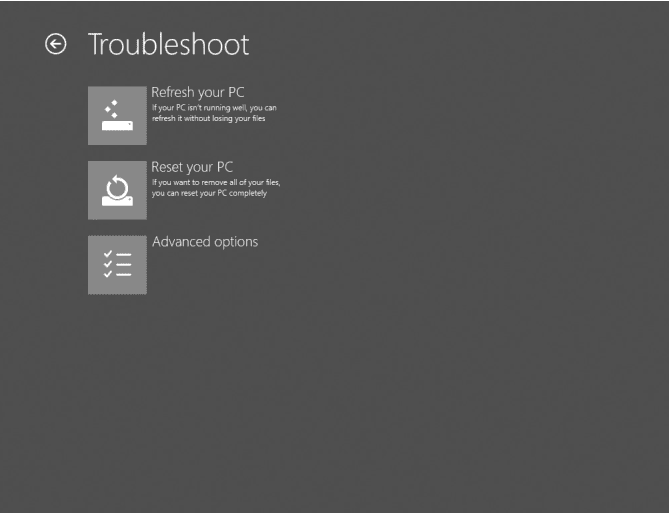 Troubleshoot
Refresh your PC
If your PC isn't running well, you can
refresh it without losing your files
Reset your PC
If you want to remove all of your files,
you can reset your PC completely
Advanced options